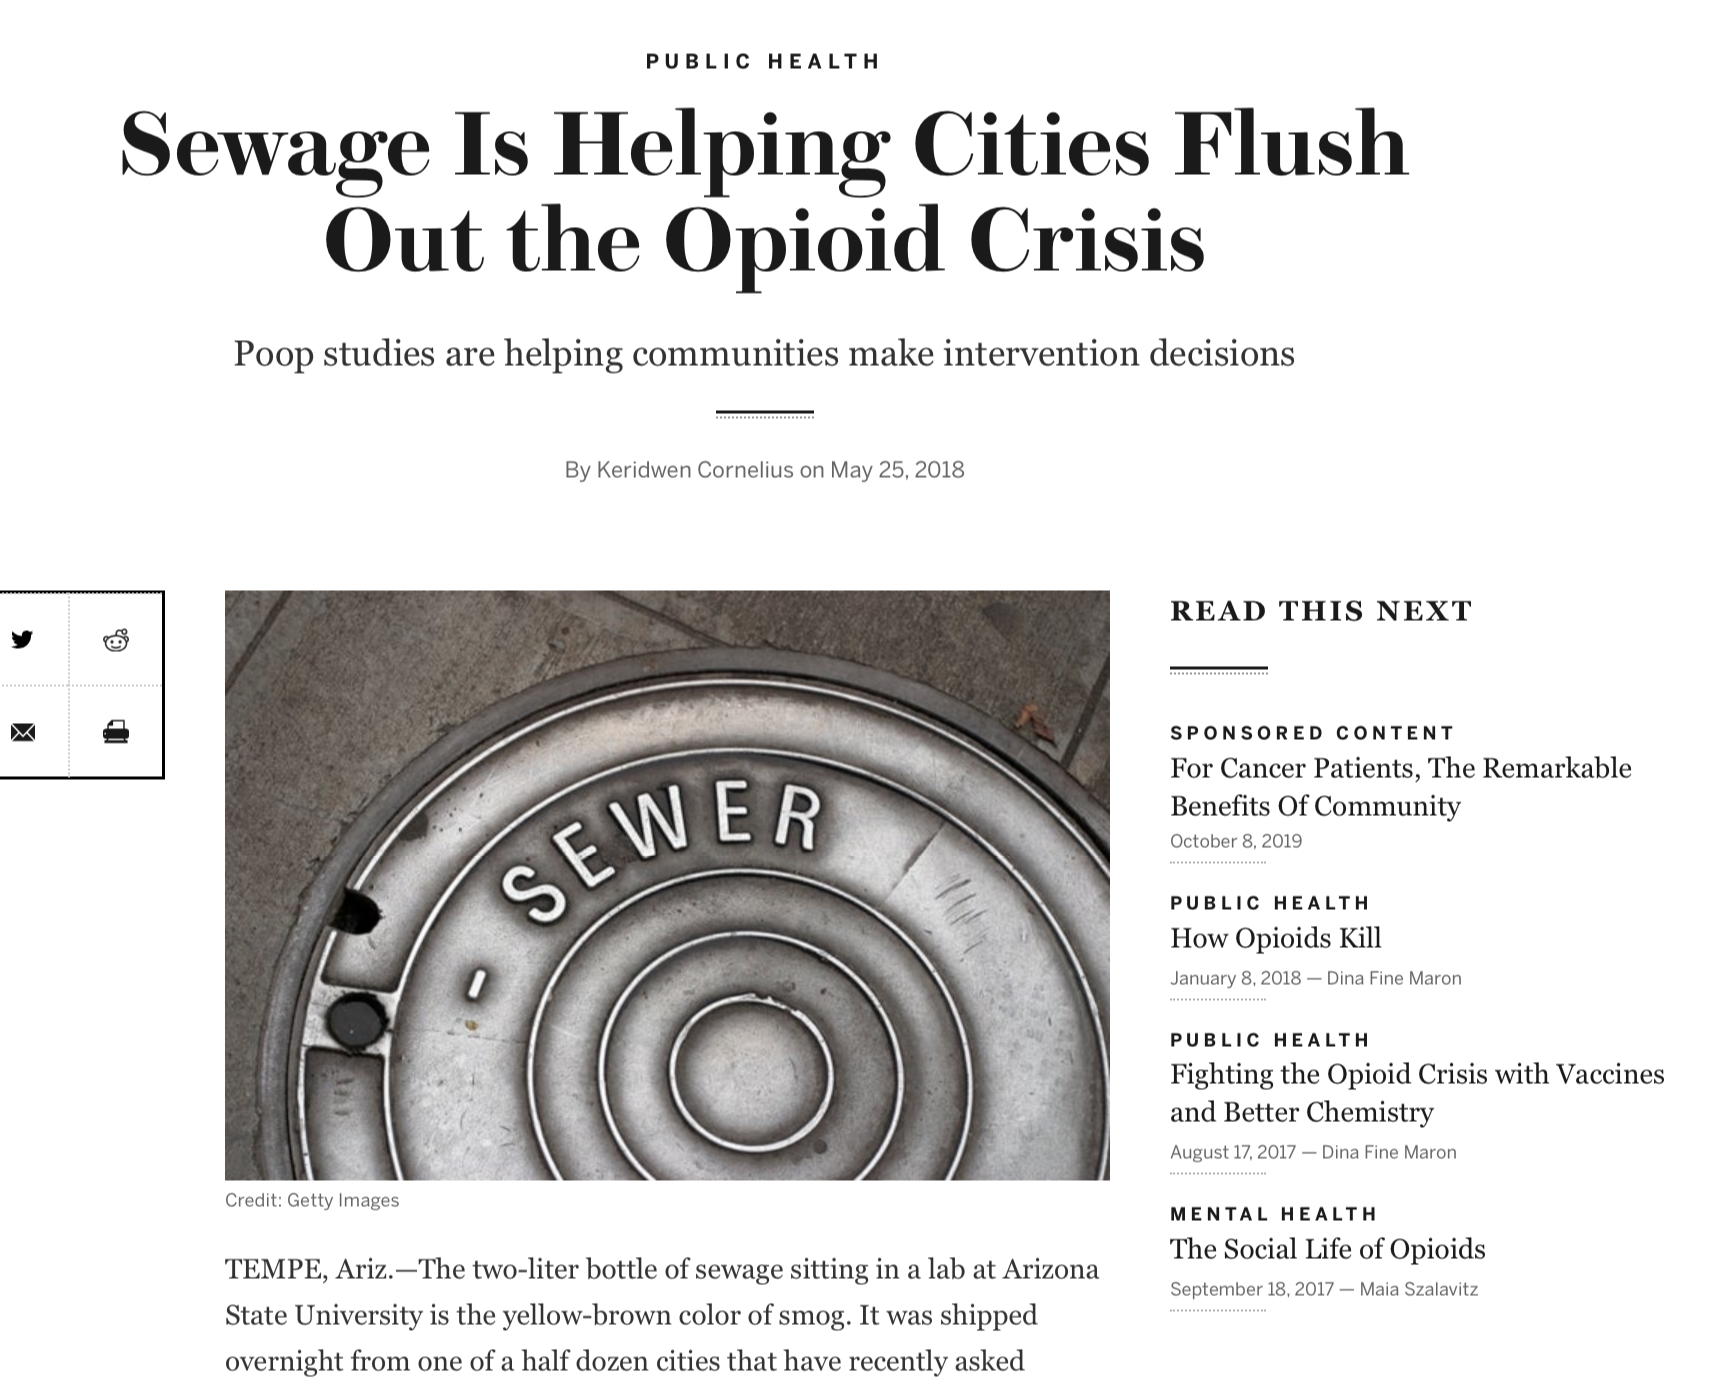 PUBLIC HEALTH
Sewage Is Helping Cities Flush
Out the Opioid Crisis
Poop studies are helping communities make intervention decisions
By Keridwen Cornelius on May 25, 2018
SEWER
Credit: Getty Images
TEMPE, Ariz.—The two-liter bottle of sewage sitting in a lab at Arizona
State University is the yellow-brown color of smog. It was shipped
overnight from one of a half dozen cities that have recently asked
READ THIS NEXT
SPONSORED CONTENT
For Cancer Patients, The Remarkable
Benefits Of Community
October 8, 2019
PUBLIC HEALTH
How Opioids Kill
January 8, 2018 — Dina Fine Maron
PUBLIC HEALTH
Fighting the Opioid Crisis with Vaccines
and Better Chemistry
August 17, 2017 — Dina Fine Maron
MENTAL HEALTH
The Social Life of Opioids
September 18, 2017 — Maia Szalavitz